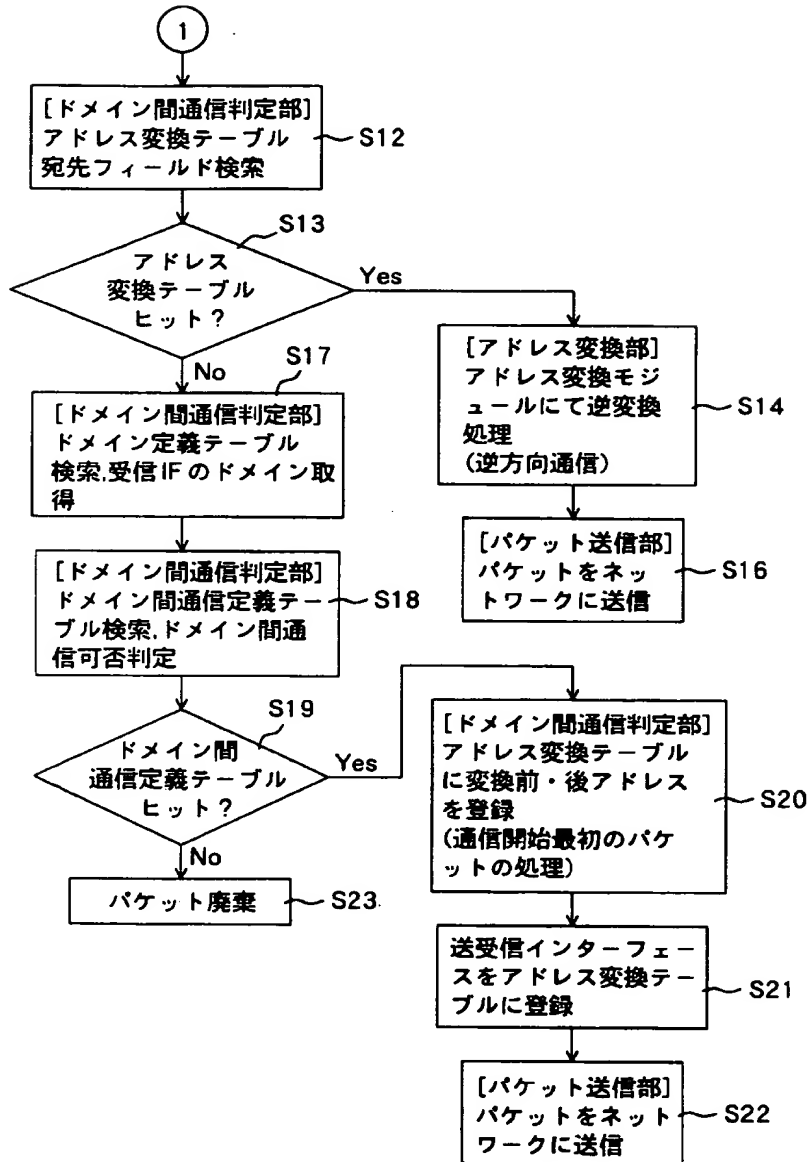 1
[ドメイン間通信判定部]
アドレス変換テーブル
宛先フィールド検索
S12
S13
アドレス
変換テーブル
ヒット?
Yes
No
[アドレス変換部]
アドレス変換モジ
ュールにて逆変換
処理
(逆方向通信)
S14
[パケット送信部]
パケットをネッ
トワークに送信
S16
S17
[ドメイン間通信判定部]
ドメイン定義テーブル
検索,受信IFのドメイン取
得
[ドメイン間通信判定部]
ドメイン間通信定義テー
ブル検索,ドメイン間通
信可否判定
S18
S19
ドメイン間
通信定義テーブル
ヒット?
Yes
No
パケット廃棄
S23
[ドメイン間通信判定部]
アドレス変換テーブル
に変換前・後アドレス
を登録
(通信開始最初のパケ
ットの処理)
S20
送受信インターフェー
スをアドレス変換テー
ブルに登録
S21
[パケット送信部]
パケットをネット
ワークに送信
S22